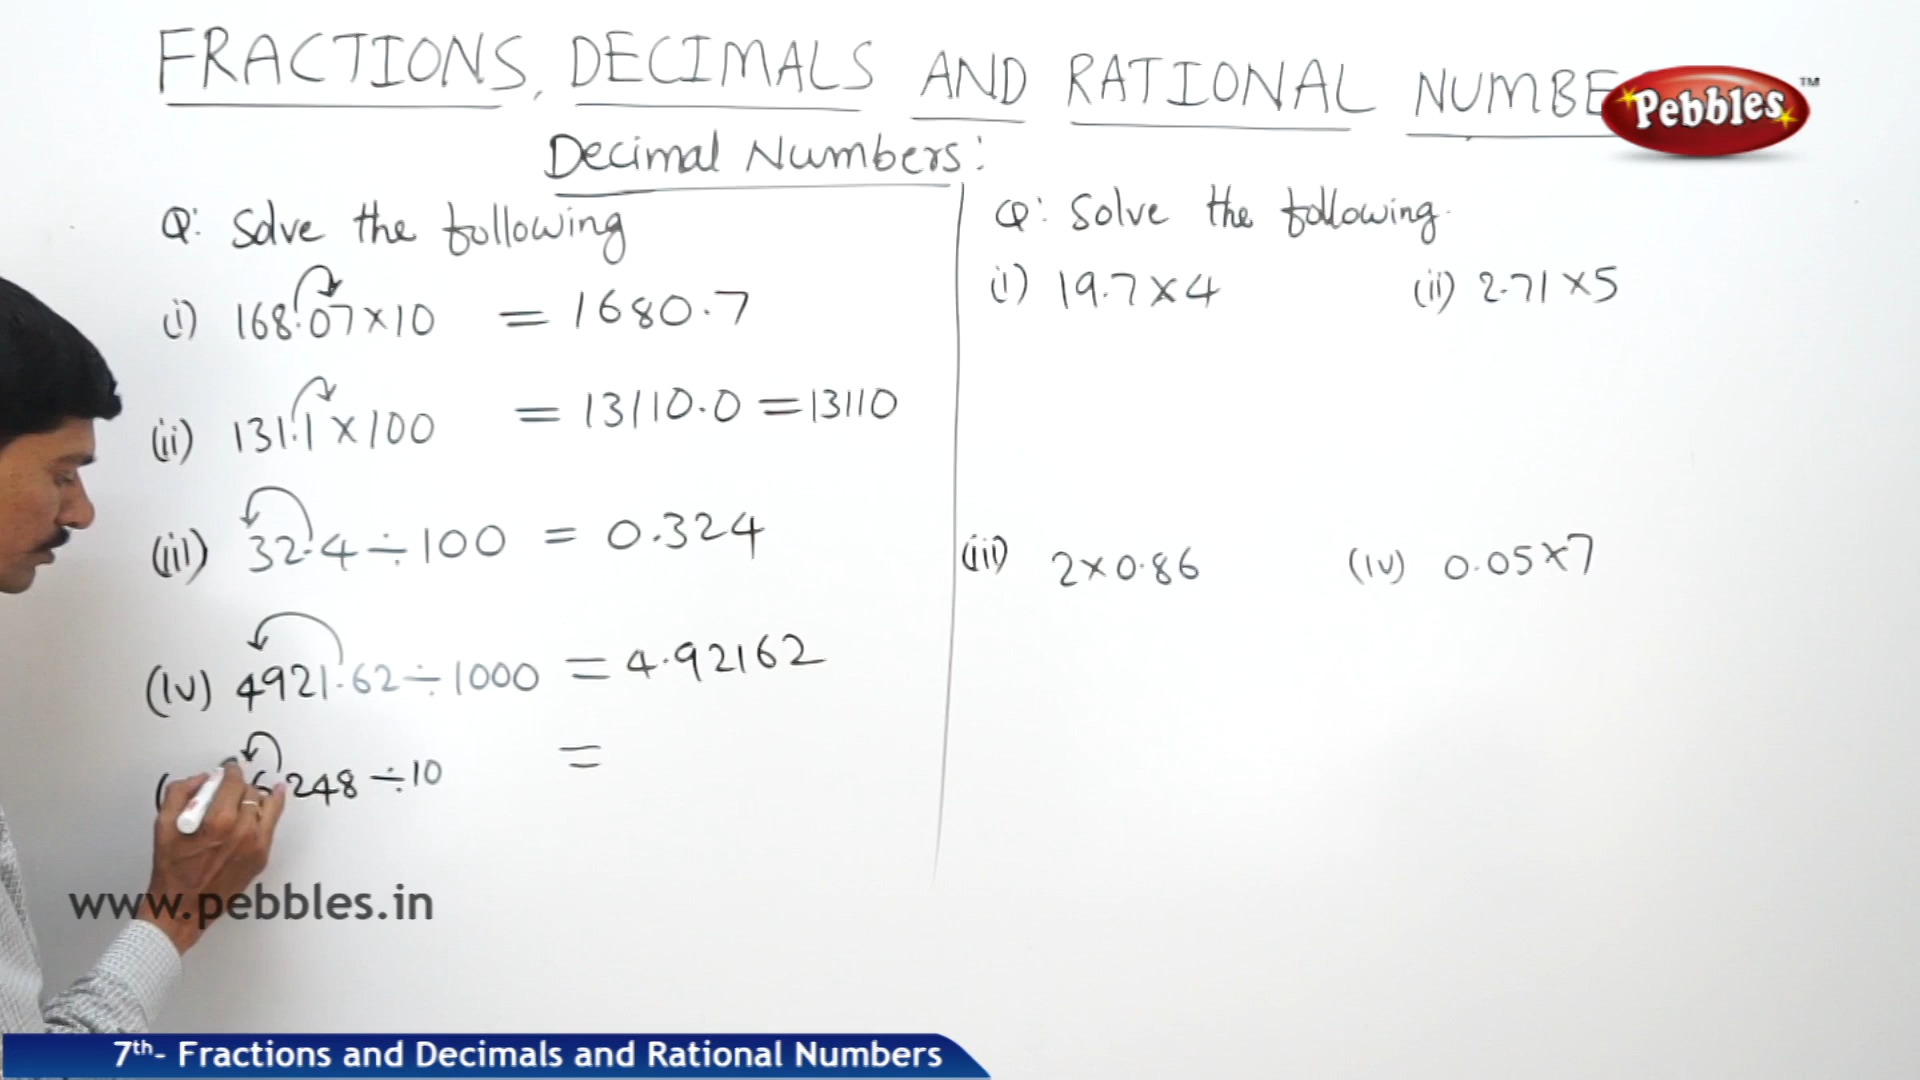 FRACTIONS, DECIMALS AND RATIONAL NUMBE
Pebbles™
Decimal Numbers:
Q: Solve the following
(i) 168.07×10 = 1680.7
(ii) 131.1×100 = 13110.0 = 13110
(iii) 32.4÷100 = 0.324
(iv) 4921.62÷1000 = 4.92162
248÷10 =
Q: Solve the following.
(i) 19.7×4 (ii) 2.71×5
(iii) 2×0.86 (iv) 0.05×7
www.pebbles.in
7th- Fractions and Decimals and Rational Numbers